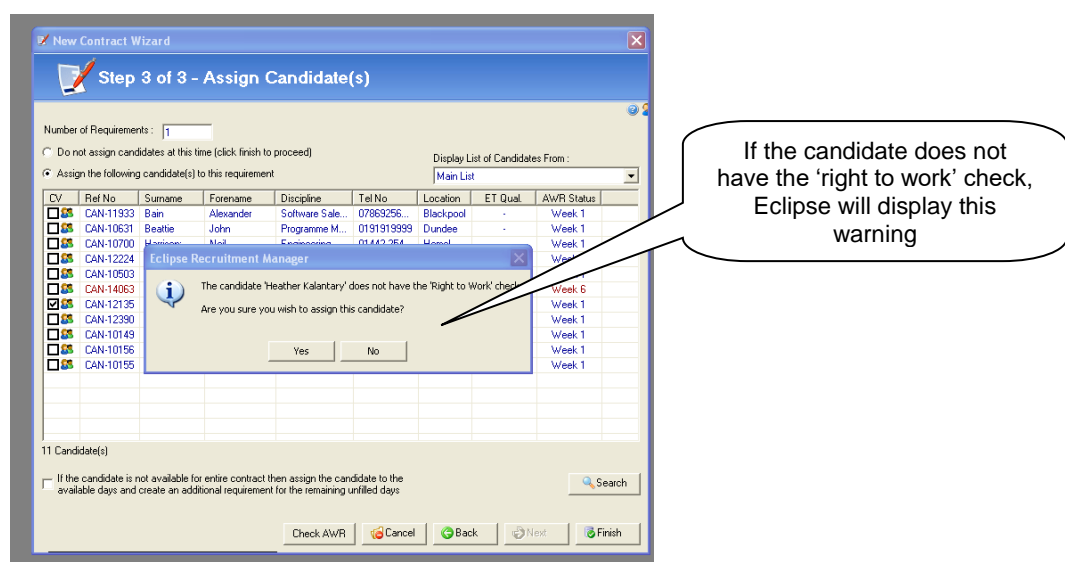 New Contract Wizard
Step 3 of 3 - Assign Candidate(s)
Number of Requirements : 1
Do not assign candidates at this time (click finish to proceed)
Assign the following candidate(s) to this requirement
Display List of Candidates From :
Main List
CV Ref No Surname Forename Discipline Tel No Location ET Qual. AWR Status
CAN-11933 Bain Alexander Software Sale... 07869256... Blackpool - Week 1
CAN-10631 Beattie John Programme M... 0191919999 Dundee - Week 1
CAN-10700 Neil Engineering 01442 254 Hemel
CAN-12224
CAN-10503
CAN-14063 Week 6
CAN-12135 Week 1
CAN-12390 Week 1
CAN-10149 Week 1
CAN-10156 Week 1
CAN-10155 Week 1
Eclipse Recruitment Manager
The candidate 'Heather Kalantary' does not have the 'Right to Work' check.
Are you sure you wish to assign this candidate?
Yes No
11 Candidate(s)
If the candidate is not available for entire contract then assign the candidate to the
available days and create an additional requirement for the remaining unfilled days
Search
Check AWR Cancel Back Next Finish
If the candidate does not
have the ‘right to work’ check,
Eclipse will display this
warning